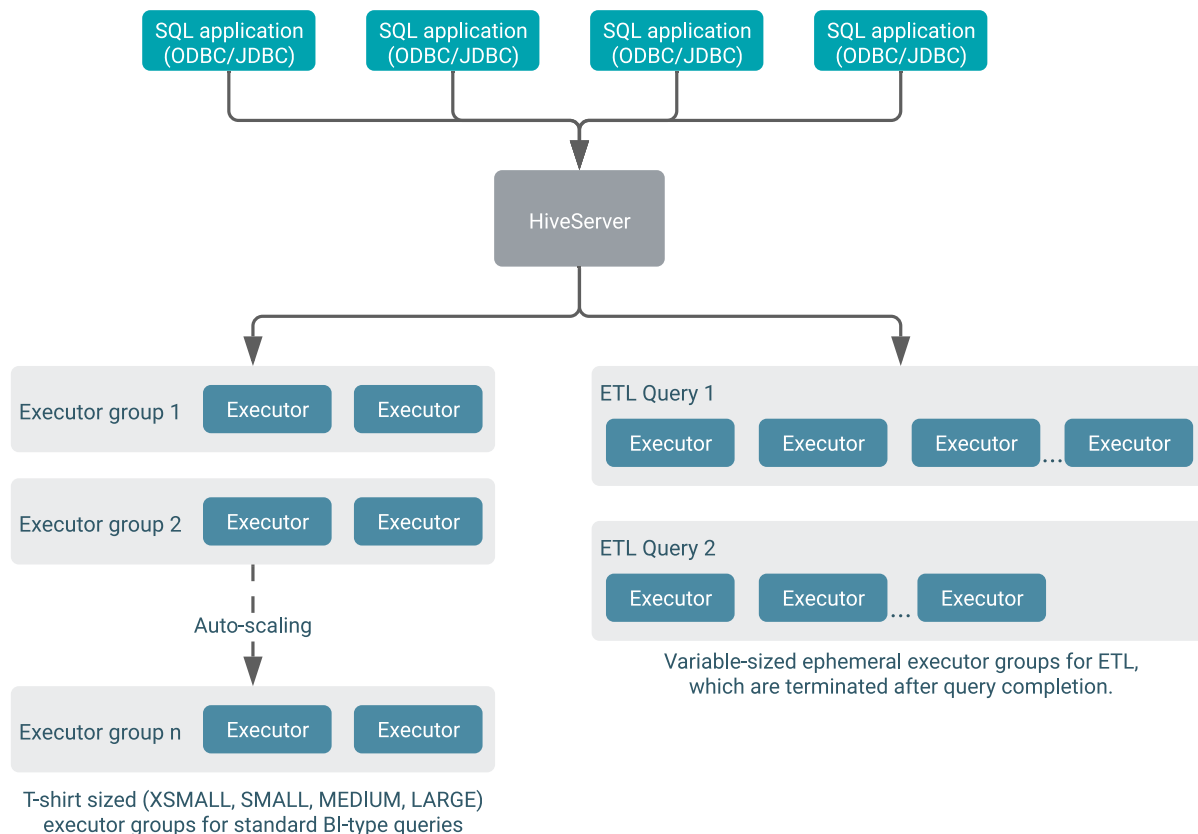 SQL application
(ODBC/JDBC)
SQL application
(ODBC/JDBC)
SQL application
(ODBC/JDBC)
SQL application
(ODBC/JDBC)
HiveServer
Executor group 1
Executor
Executor
Executor group 2
Executor
Executor
Auto-scaling
Executor group n
Executor
Executor
T-shirt sized (XSMALL, SMALL, MEDIUM, LARGE)
executor groups for standard BI-type queries
ETL Query 1
Executor
Executor
Executor
...
Executor
ETL Query 2
Executor
Executor
...
Executor
Variable-sized ephemeral executor groups for ETL,
which are terminated after query completion.